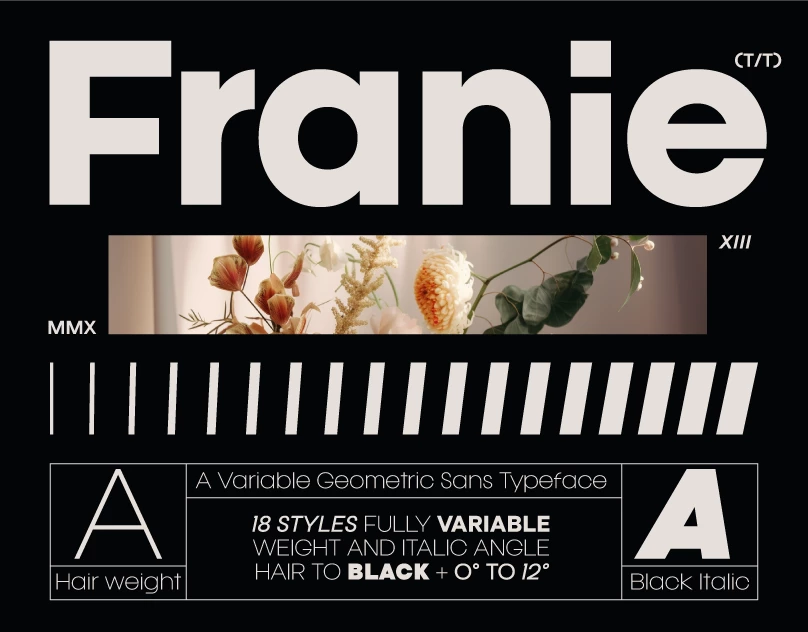 Franie
(T/T)
XIII
MMX
A
A Variable Geometric Sans Typeface
18 STYLES FULLY VARIABLE
WEIGHT AND ITALIC ANGLE
HAIR TO BLACK + 0° TO 12°
Hair weight
A
Black Italic